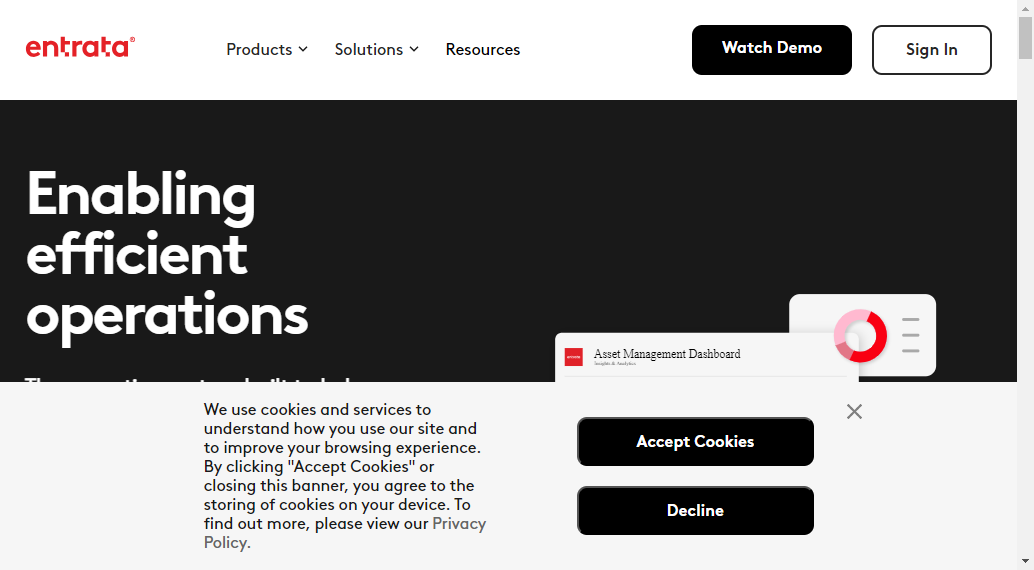 entrata®
Products
Solutions
Resources
Watch Demo
Sign In
Enabling
efficient
operations
Asset Management Dashboard
Insights & Analytics
We use cookies and services to
understand how you use our site and
to improve your browsing experience.
By clicking "Accept Cookies" or
closing this banner, you agree to the
storing of cookies on your device. To
find out more, please view our Privacy
Policy.
Accept Cookies
Decline